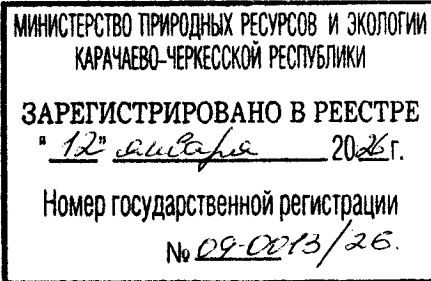 МИНИСТЕРСТВО ПРИРОДНЫХ РЕСУРСОВ И ЭКОЛОГИИ
КАРАЧАЕВО-ЧЕРКЕССКОЙ РЕСПУБЛИКИ
ЗАРЕГИСТРИРОВАНО В РЕЕСТРЕ
"12" января 2026 г.
Номер государственной регистрации
№ 09-0013/26.